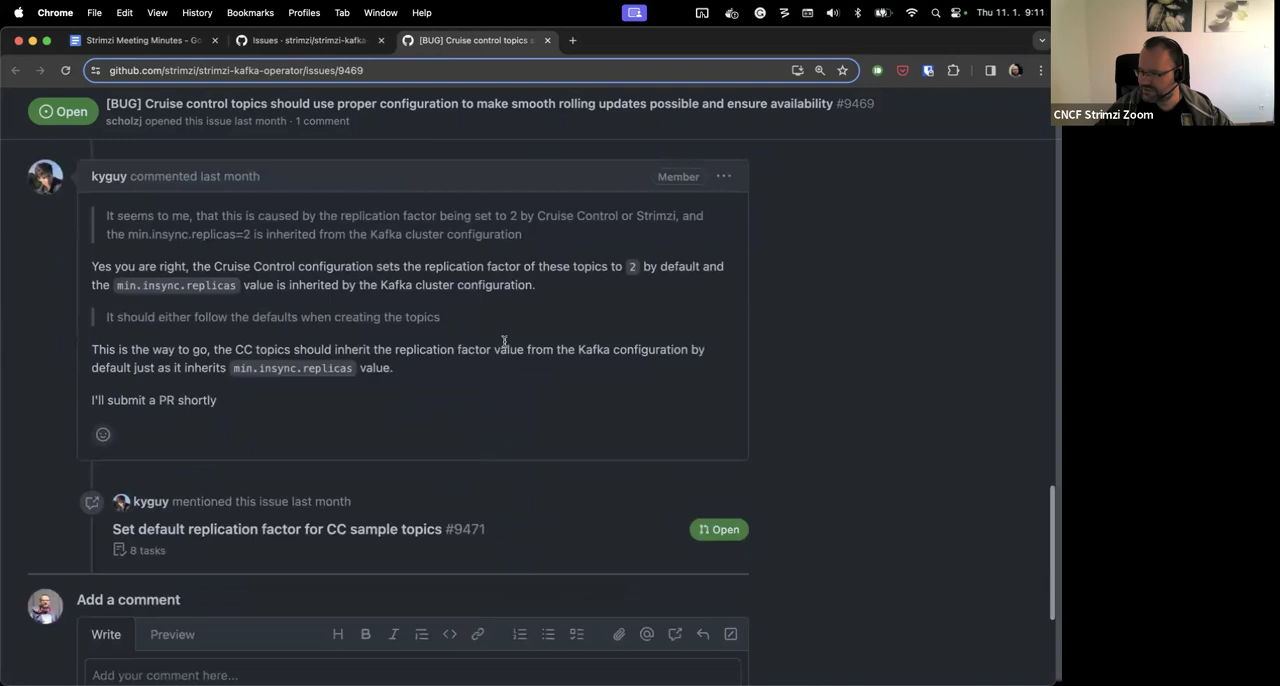 Chrome File Edit View History Bookmarks Profiles Tab Window Help Thu 11. 1. 9:11
Strimzi Meeting Minutes - Go Issues · strimzi/strimzi-kafka- [BUG] Cruise control topics s
github.com/strimzi/strimzi-kafka-operator/issues/9469
Open [BUG] Cruise control topics should use proper configuration to make smooth rolling updates possible and ensure availability #9469
scholzj opened this issue last month · 1 comment
CNCF Strimzi Zoom
kyguy commented last month Member
It seems to me, that this is caused by the replication factor being set to 2 by Cruise Control or Strimzi, and
the min.insync.replicas=2 is inherited from the Kafka cluster configuration
Yes you are right, the Cruise Control configuration sets the replication factor of these topics to 2 by default and
the min.insync.replicas value is inherited by the Kafka cluster configuration.
It should either follow the defaults when creating the topics
This is the way to go, the CC topics should inherit the replication factor value from the Kafka configuration by
default just as it inherits min.insync.replicas value.
I'll submit a PR shortly
kyguy mentioned this issue last month
Set default replication factor for CC sample topics #9471 Open
8 tasks
Add a comment
Write Preview
Add your comment here...